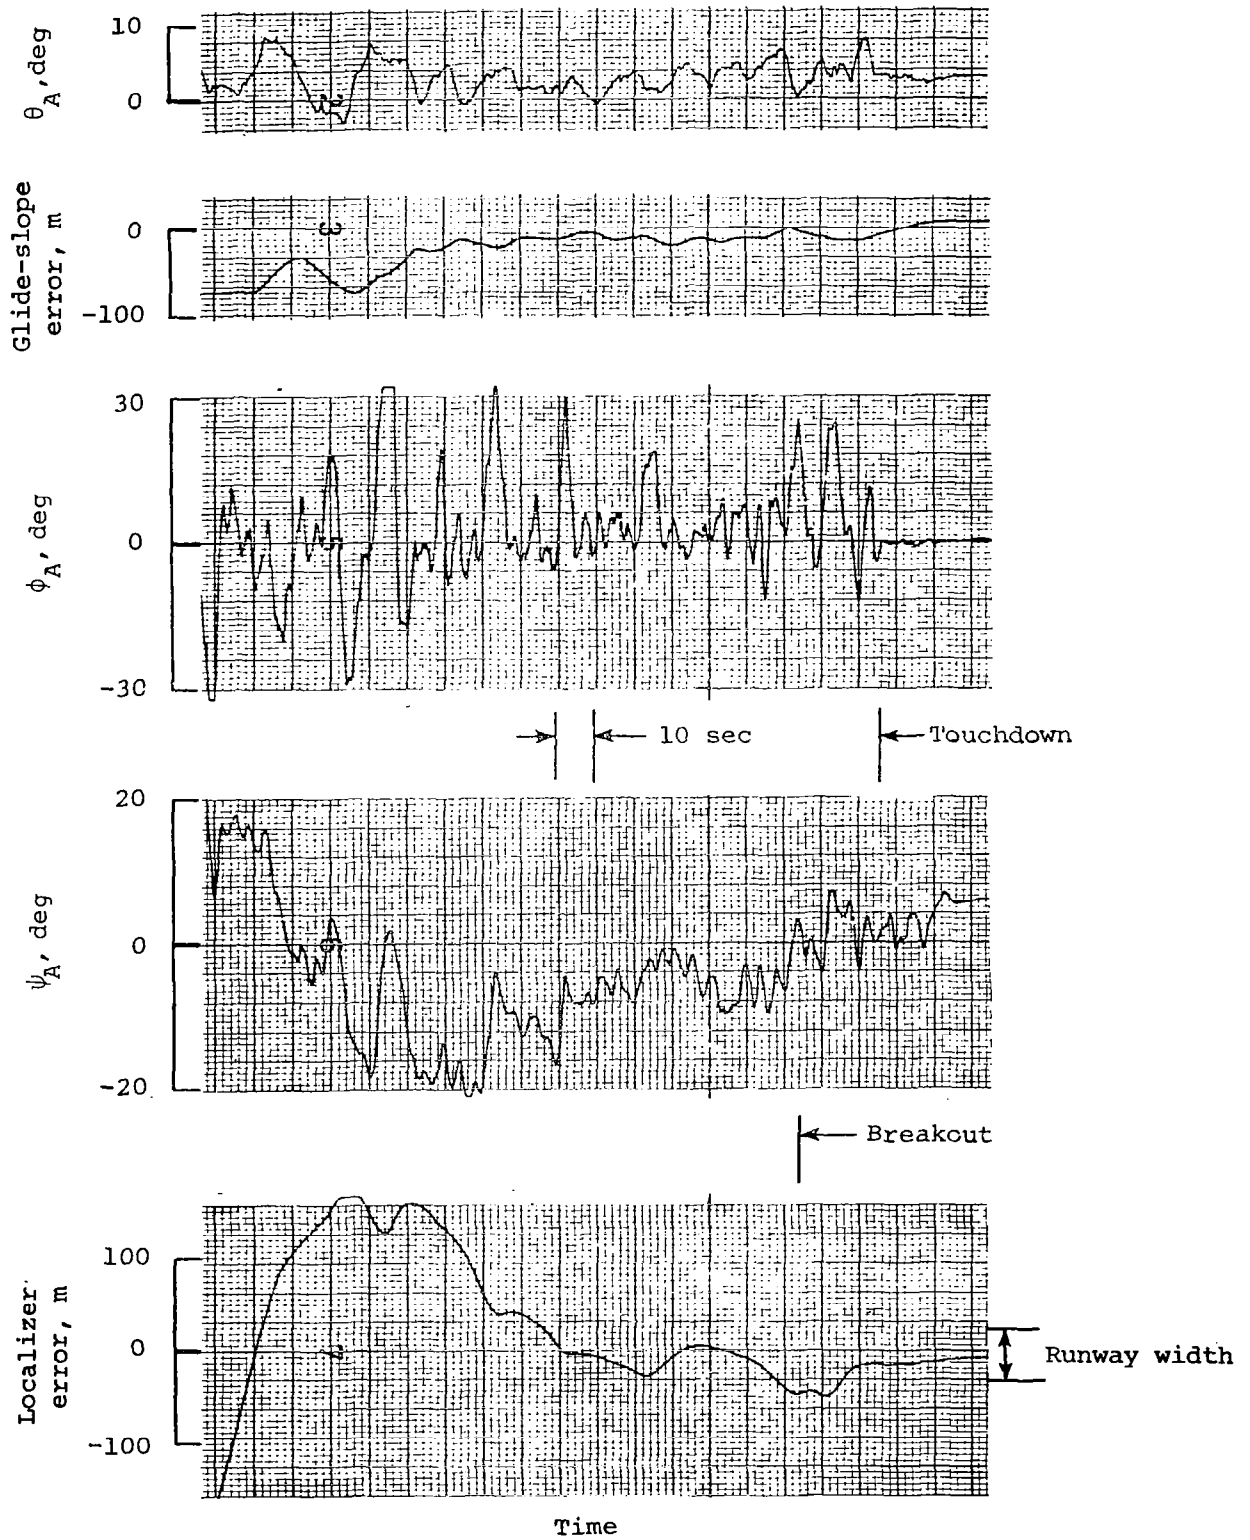 θA, deg
10
0
Glide-slope
error, m
0
3
-100
ϕA, deg
30
0
-30
10 sec
Touchdown
ψA, deg
20
0
-20
Breakout
Localizer
error, m
100
0
-100
Runway width
Time